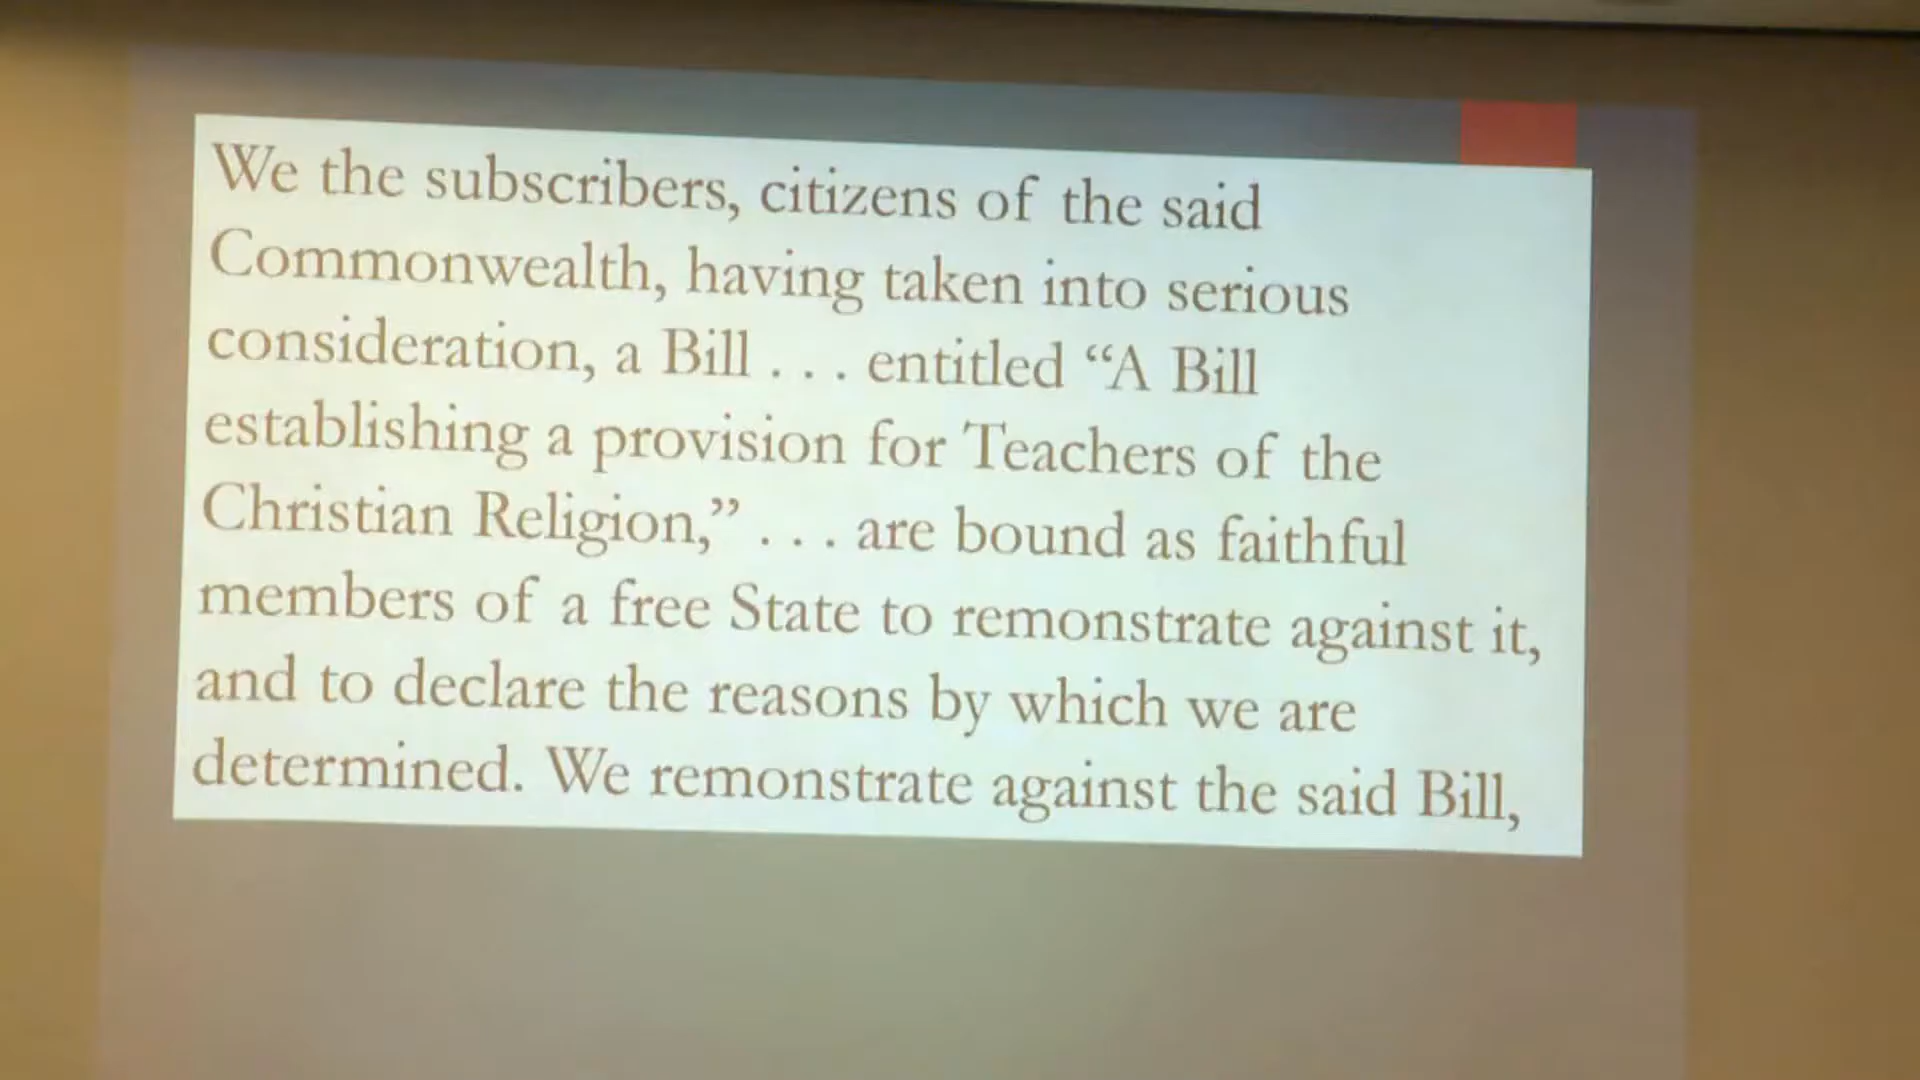 We the subscribers, citizens of the said
Commonwealth, having taken into serious
consideration, a Bill . . . entitled “A Bill
establishing a provision for Teachers of the
Christian Religion,” . . . are bound as faithful
members of a free State to remonstrate against it,
and to declare the reasons by which we are
determined. We remonstrate against the said Bill,